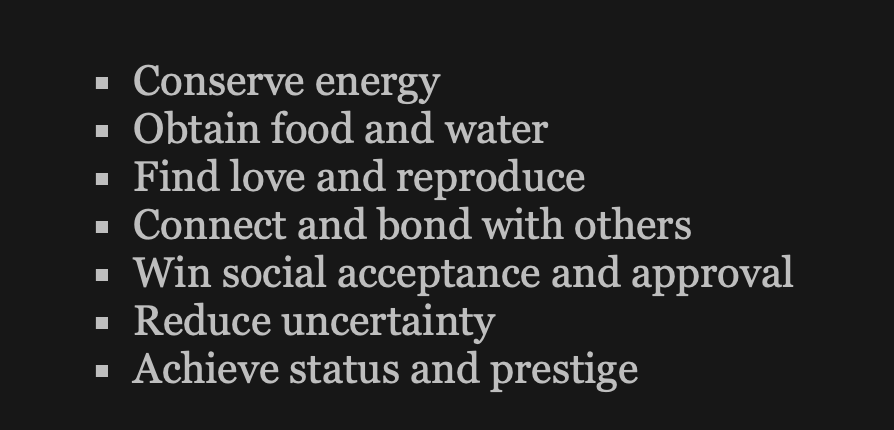 ▪ Conserve energy
▪ Obtain food and water
▪ Find love and reproduce
▪ Connect and bond with others
▪ Win social acceptance and approval
▪ Reduce uncertainty
▪ Achieve status and prestige